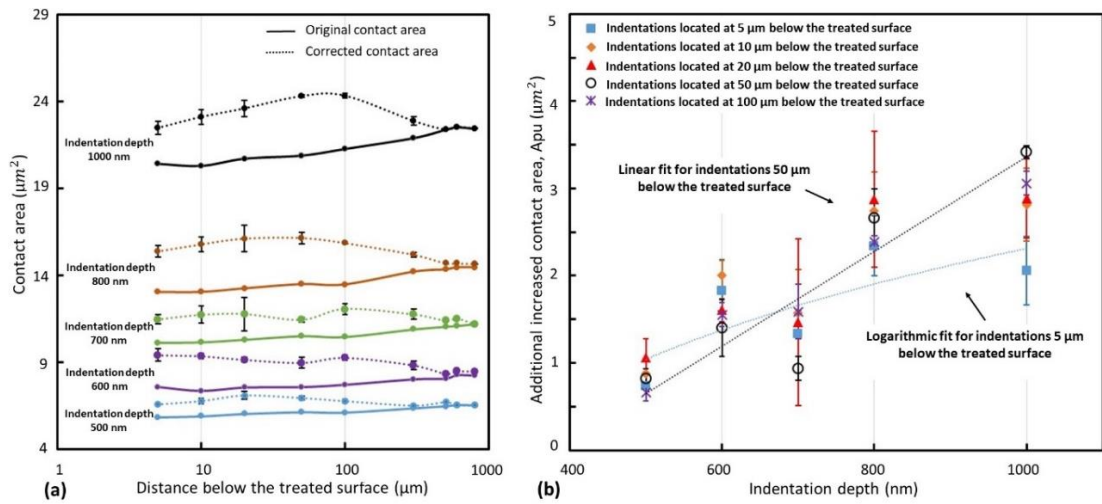 29
24
19
14
9
4
Contact area (μm²)
Original contact area
Corrected contact area
Indentation depth
1000 nm
Indentation depth
800 nm
Indentation depth
700 nm
Indentation depth
600 nm
Indentation depth
500 nm
1 10 100 1000
(a) Distance below the treated surface (μm)
5
4
3
2
1
0
Additional increased contact area, Apu (μm²)
Indentations located at 5 μm below the treated surface
Indentations located at 10 μm below the treated surface
Indentations located at 20 μm below the treated surface
Indentations located at 50 μm below the treated surface
Indentations located at 100 μm below the treated surface
Linear fit for indentations 50 μm
below the treated surface
Logarithmic fit for indentations 5 μm
below the treated surface
400 600 800 1000
(b) Indentation depth (nm)